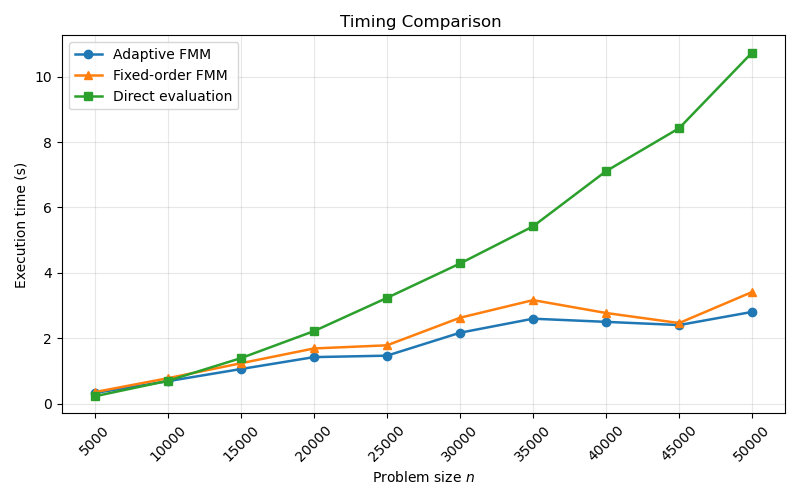 Timing Comparison
Adaptive FMM
Fixed-order FMM
Direct evaluation
Execution time (s)
10
8
6
4
2
0
5000 10000 15000 20000 25000 30000 35000 40000 45000 50000
Problem size n